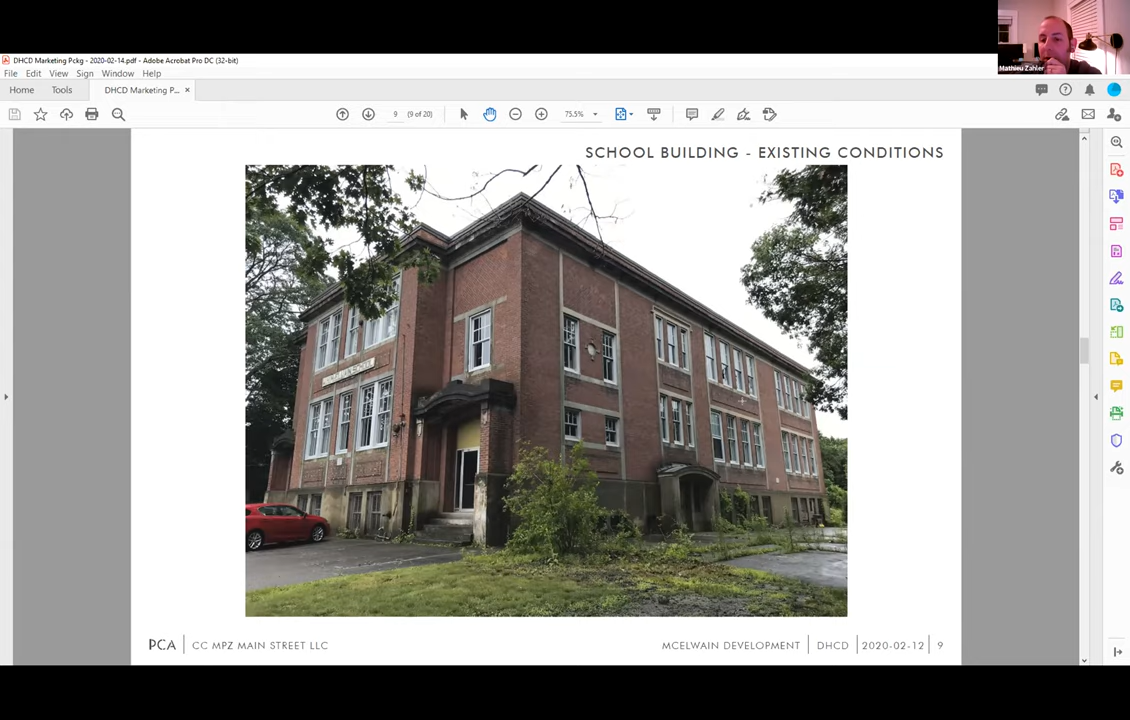 DHCD Marketing Pckg - 2020-02-14.pdf - Adobe Acrobat Pro DC (32-bit)
File Edit View Sign Window Help
Home Tools DHCD Marketing P... ×
9 (9 of 20) 75.5%
Mathieu Zahler
SCHOOL BUILDING - EXISTING CONDITIONS
SCHOOL
PCA CC MPZ MAIN STREET LLC MCELWAIN DEVELOPMENT DHCD 2020-02-12 9